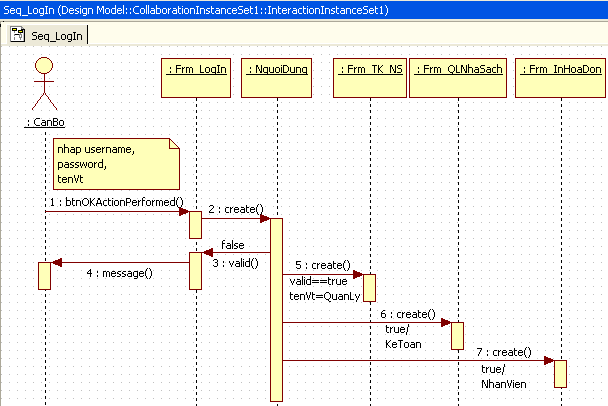 Seq_LogIn (Design Model::CollaborationInstanceSet1::InteractionInstanceSet1)
Seq_LogIn
: CanBo
: Frm_LogIn
: NguoiDung
: Frm_TK_NS
: Frm_QLNhaSach
: Frm_InHoaDon
nhap username,
password,
tenVt
1 : btnOKActionPerformed()
2 : create()
false
3 : valid()
4 : message()
5 : create()
valid==true
tenVt=QuanLy
6 : create()
true/
KeToan
7 : create()
true/
NhanVien